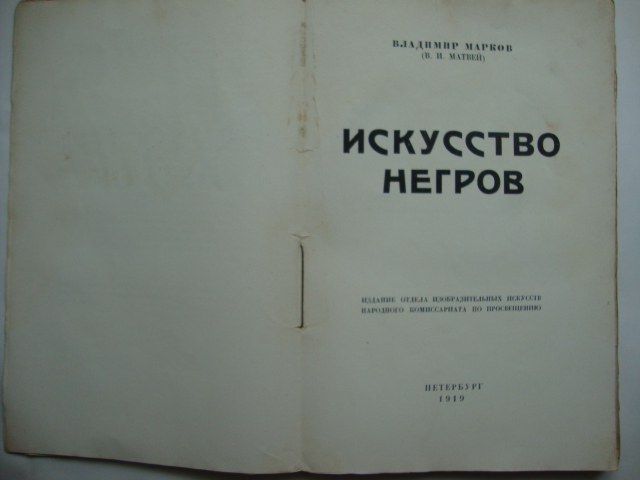 ВЛАДИМИР МАРКОВ
(В. И. МАТВЕЙ)
ИСКУССТВО
НЕГРОВ
ИЗДАНИЕ ОТДЕЛА ИЗОБРАЗИТЕЛЬНЫХ ИСКУССТВ
НАРОДНОГО КОМИССАРИАТА ПО ПРОСВЕЩЕНИЮ
ПЕТЕРБУРГ
1919